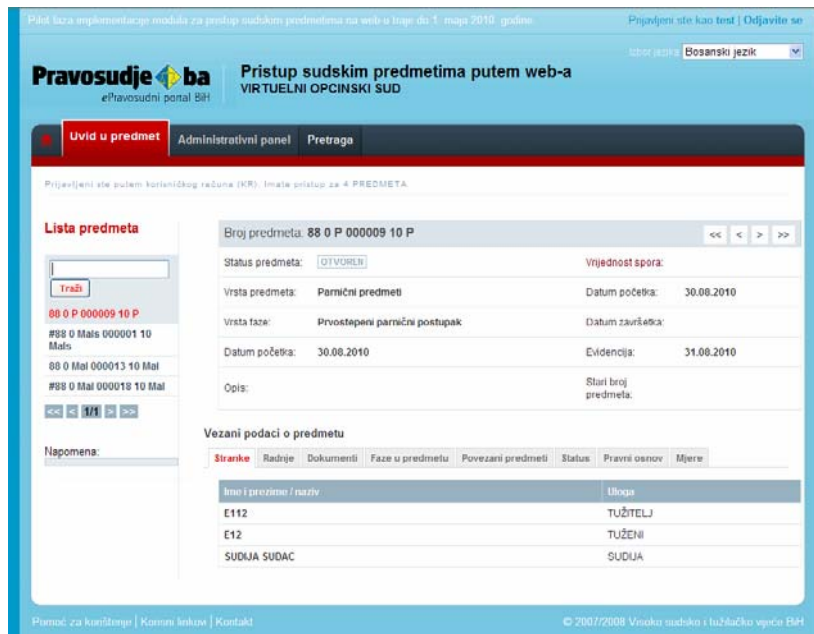 Pilot faza implementacije modula za pristup sudskim predmetima na web-u traje do 1. maja 2010. godine.
Prijavljeni ste kao test | Odjavite se
Izbor jezika Bosanski jezik
Pravosudje ba
ePravosudni portal BiH
Pristup sudskim predmetima putem web-a
VIRTUELNI OPCINSKI SUD
Uvid u predmet Administrativni panel Pretraga
Prijavljeni ste putem korisničkog računa (KR). Imate pristup za 4 PREDMETA
Lista predmeta
Traži
88 0 P 000009 10 P
#88 0 Mals 000001 10
Mals
88 0 Mal 000013 10 Mal
#88 0 Mal 000018 10 Mal
<< < 1/1 > >>
Napomena:
Broj predmeta: 88 0 P 000009 10 P << < > >>
Status predmeta: OTVOREN Vrijednost spora:
Vrsta predmeta: Parnični predmeti Datum početka: 30.08.2010
Vrsta faze: Prvostepeni parnični postupak Datum završetka:
Datum početka: 30.08.2010 Evidencija: 31.08.2010
Opis: Stari broj
predmeta:
Vezani podaci o predmetu
Stranke Radnje Dokumenti Faze u predmetu Povezani predmeti Status Pravni osnov Mjere
Ime i prezime / naziv Uloga
E112 TUŽITELJ
E12 TUŽENI
SUDIJA SUDAC SUDIJA
Pomoć za korištenje | Korisni linkovi | Kontakt
© 2007/2008 Visoko sudsko i tužilačko vijeće BiH